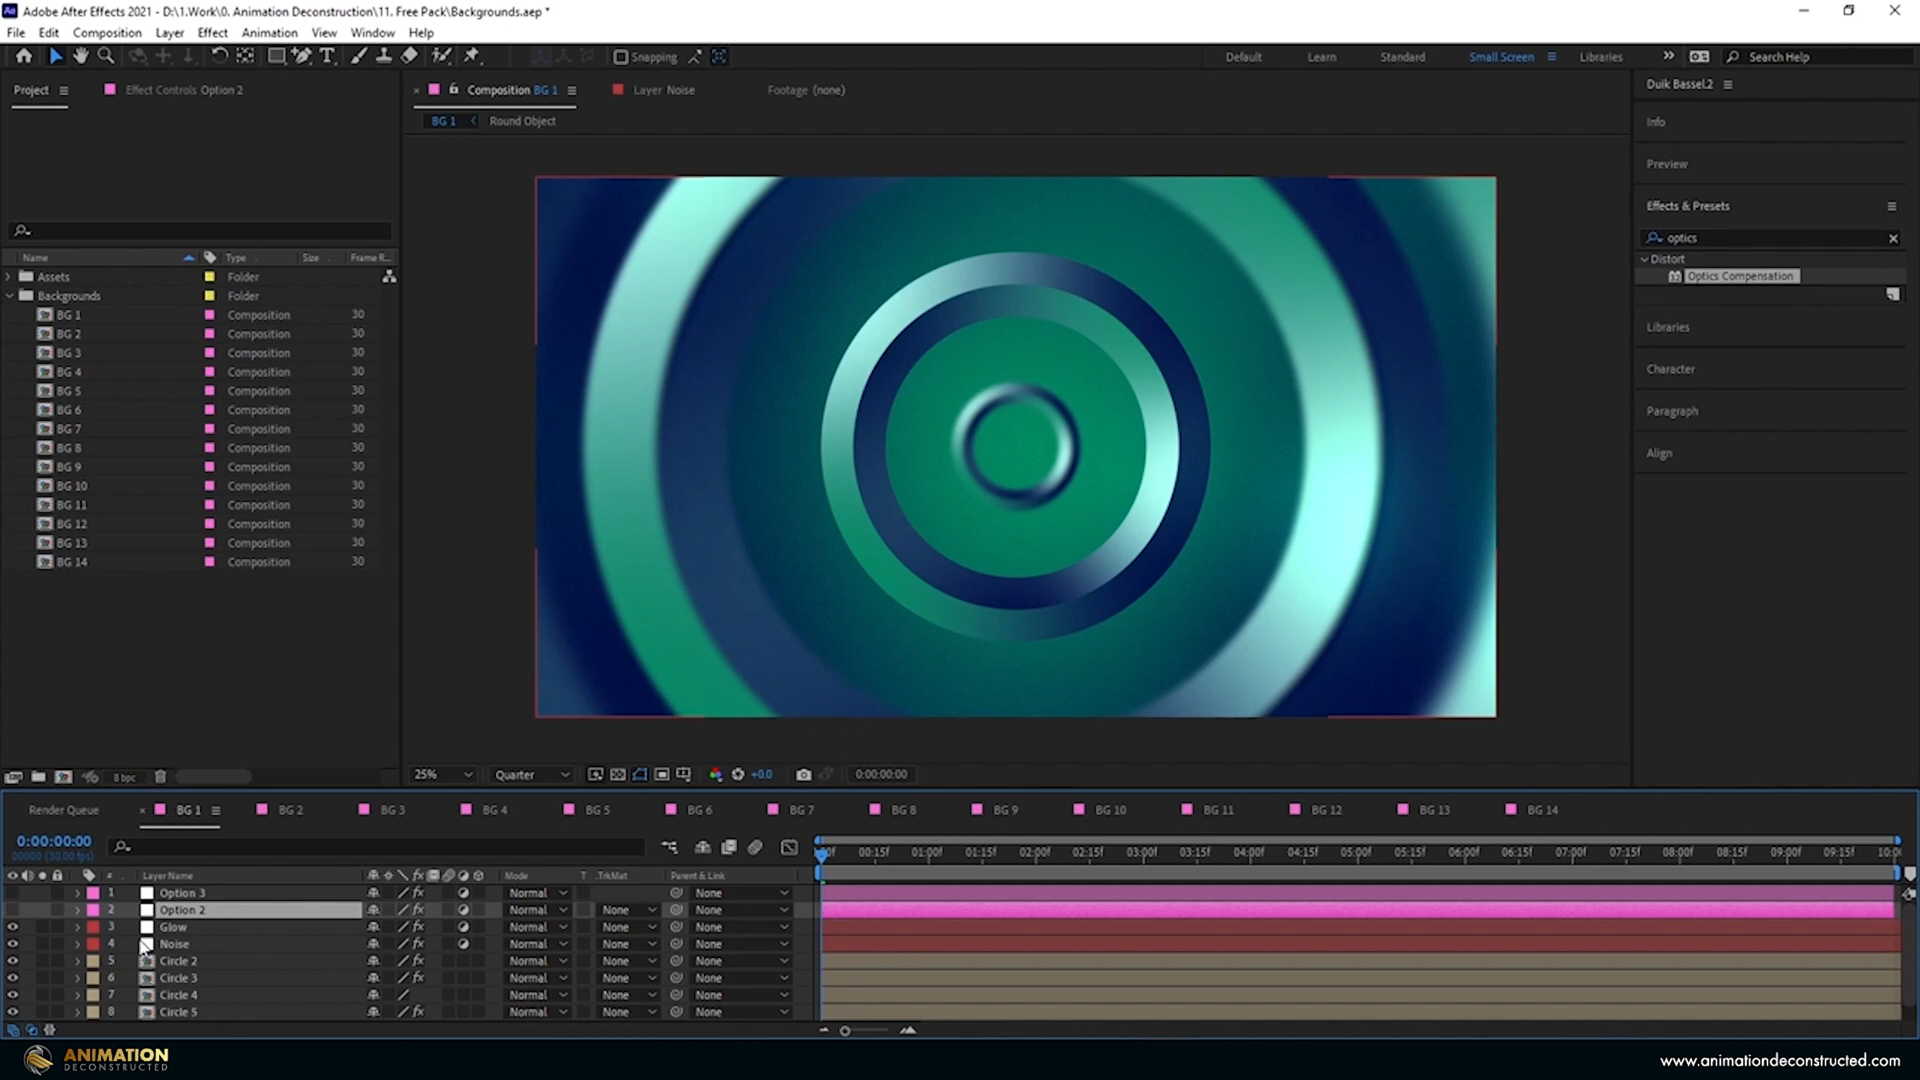 Adobe After Effects 2021 - D:\1.Work\0. Animation Deconstruction\11. Free Pack\Backgrounds.aep *
File Edit Composition Layer Effect Animation View Window Help
Snapping Default Learn Standard Small Screen Libraries Search Help
Project Effect Controls Option 2 Composition BG 1 Layer Noise Footage (none) Duik Bassel.2
BG 1 Round Object
Info
Preview
Effects & Presets
optics
Distort
Optics Compensation
Libraries
Character
Paragraph
Align
Name Type Size Frame R...
Assets Folder
Backgrounds Folder
BG 1 Composition 30
BG 2 Composition 30
BG 3 Composition 30
BG 4 Composition 30
BG 5 Composition 30
BG 6 Composition 30
BG 7 Composition 30
BG 8 Composition 30
BG 9 Composition 30
BG 10 Composition 30
BG 11 Composition 30
BG 12 Composition 30
BG 13 Composition 30
BG 14 Composition 30
8 bpc 25% Quarter +0.0 0:00:00:00
Render Queue BG 1 BG 2 BG 3 BG 4 BG 5 BG 6 BG 7 BG 8 BG 9 BG 10 BG 11 BG 12 BG 13 BG 14
0:00:00:00
00000 (30.00 fps)
00:15f 01:00f 01:15f 02:00f 02:15f 03:00f 03:15f 04:00f 04:15f 05:00f 05:15f 06:00f 06:15f 07:00f 07:15f 08:00f 08:15f 09:00f 09:15f
# Layer Name Mode T .TrkMat Parent & Link
1 Option 3 Normal None
2 Option 2 Normal None None
3 Glow Normal None None
4 Noise Normal None None
5 Circle 2 Normal None None
6 Circle 3 Normal None None
7 Circle 4 Normal None None
8 Circle 5 Normal None None
ANIMATION
DECONSTRUCTED
www.animationdeconstructed.com